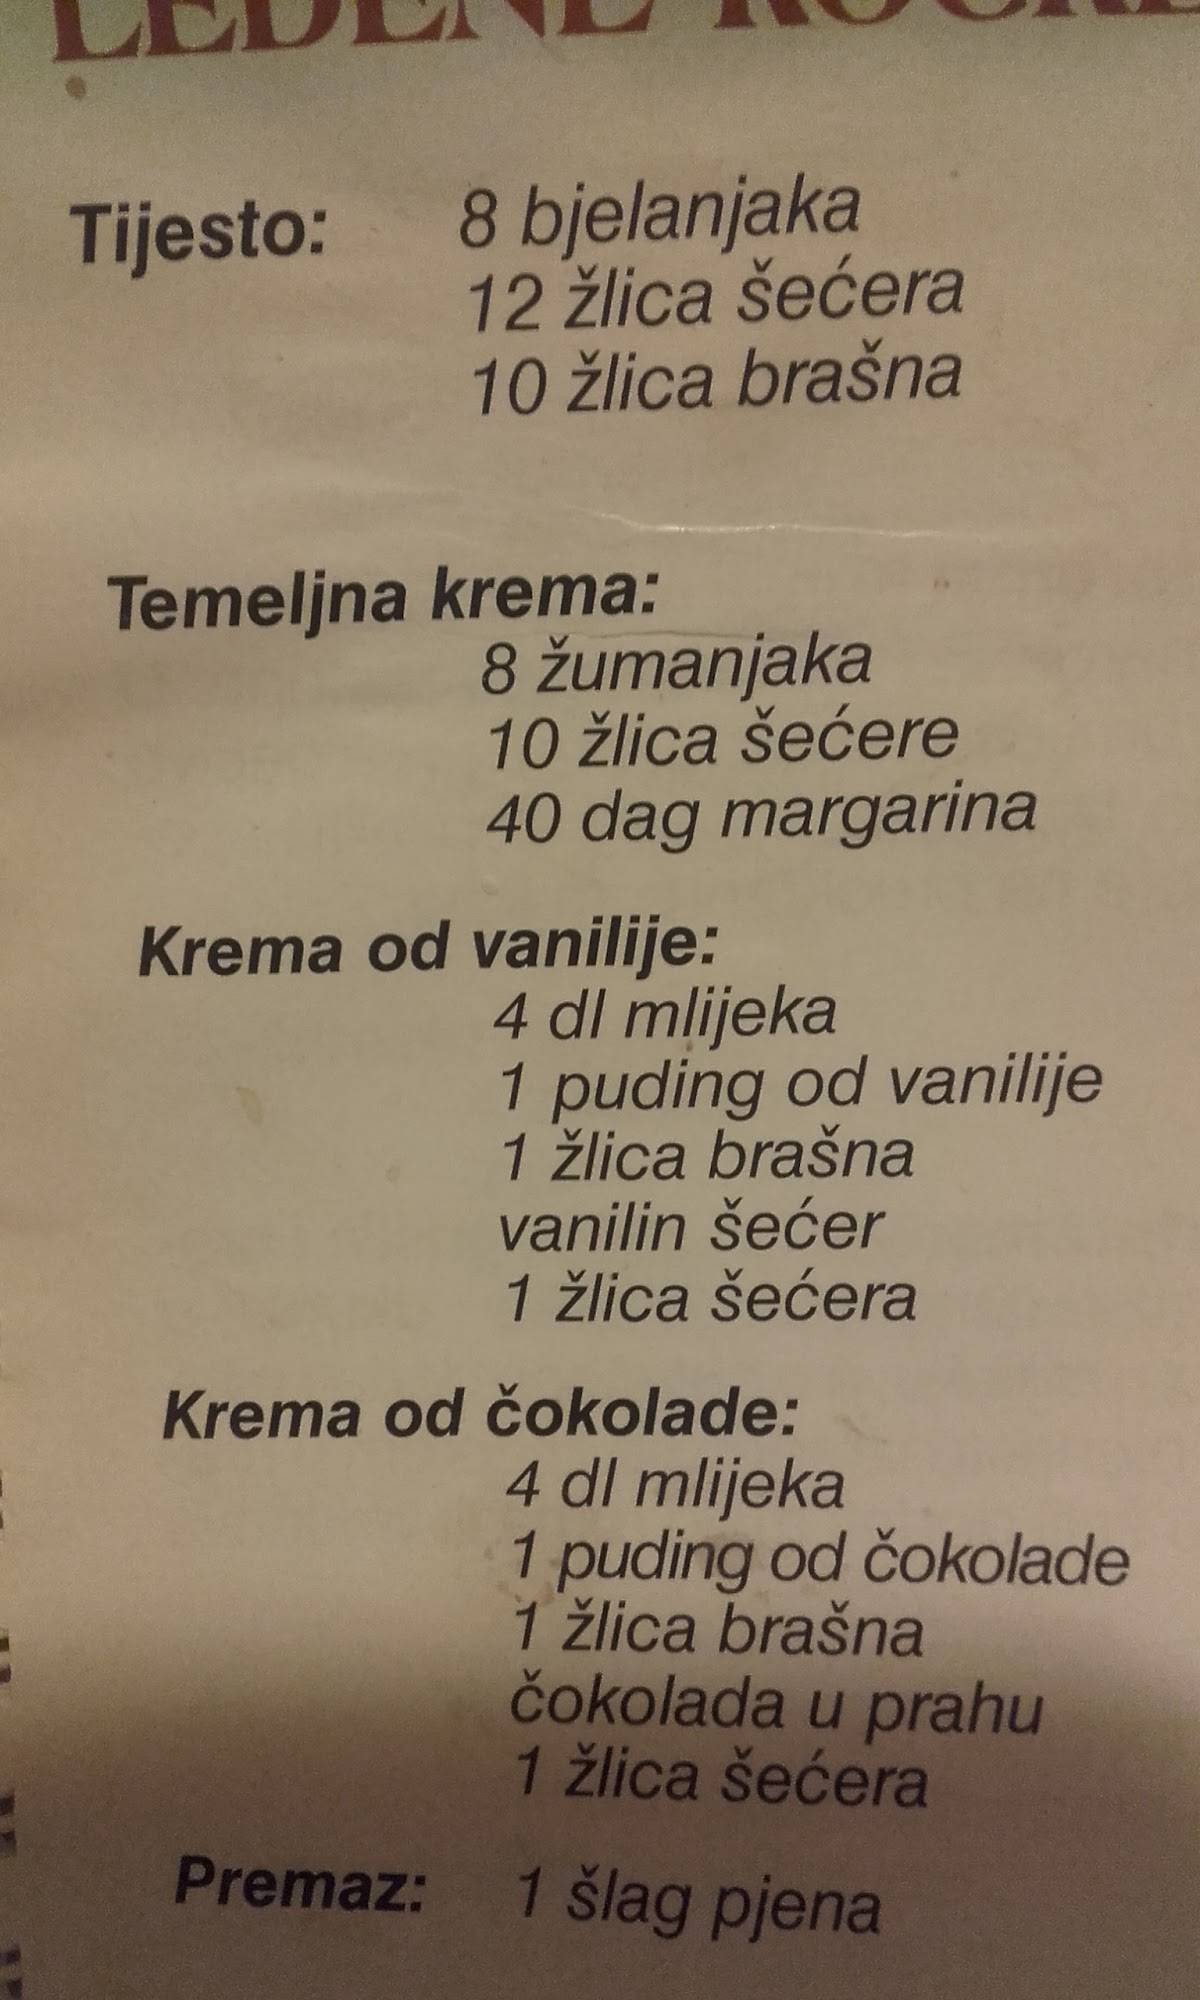 LEDENE KOCKE
Tijesto: 8 bjelanjaka
12 žlica šećera
10 žlica brašna
Temeljna krema:
8 žumanjaka
10 žlica šećere
40 dag margarina
Krema od vanilije:
4 dl mlijeka
1 puding od vanilije
1 žlica brašna
vanilin šećer
1 žlica šećera
Krema od čokolade:
4 dl mlijeka
1 puding od čokolade
1 žlica brašna
čokolada u prahu
1 žlica šećera
Premaz: 1 šlag pjena